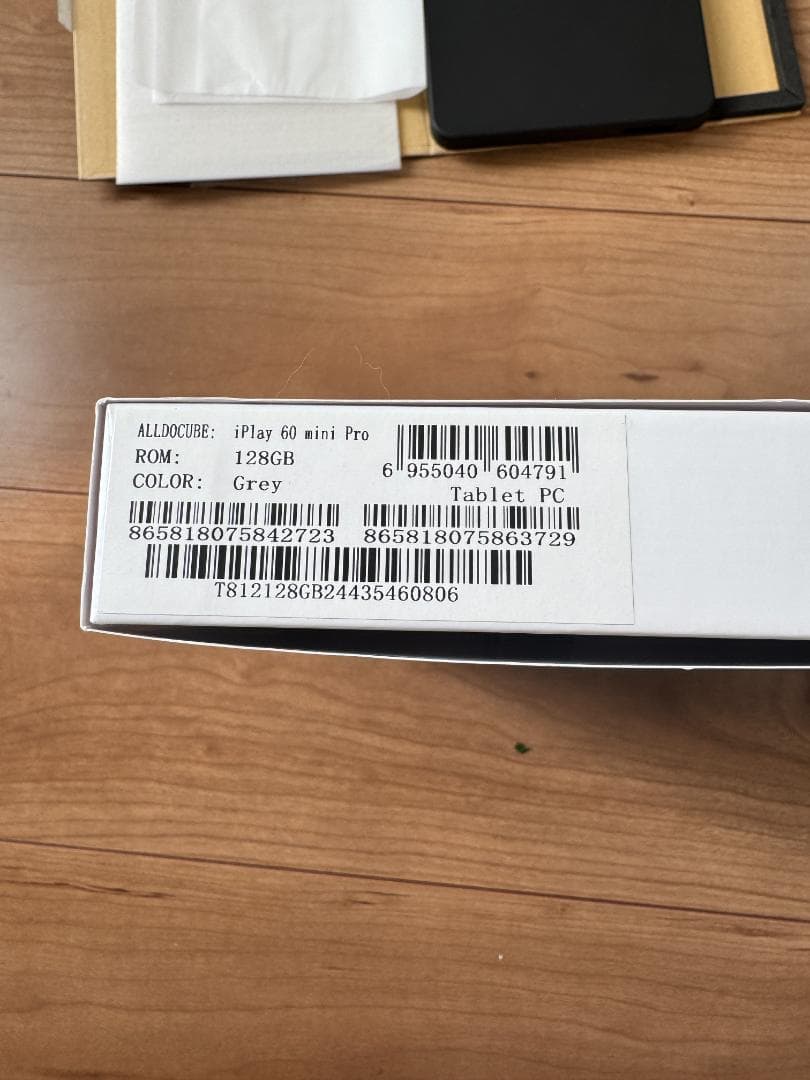 ALLDOCUBE: iPlay 60 mini Pro
ROM: 128GB
COLOR: Grey
6 955040 604791
Tablet PC
865818075842723 865818075863729
T812128GB24435460806